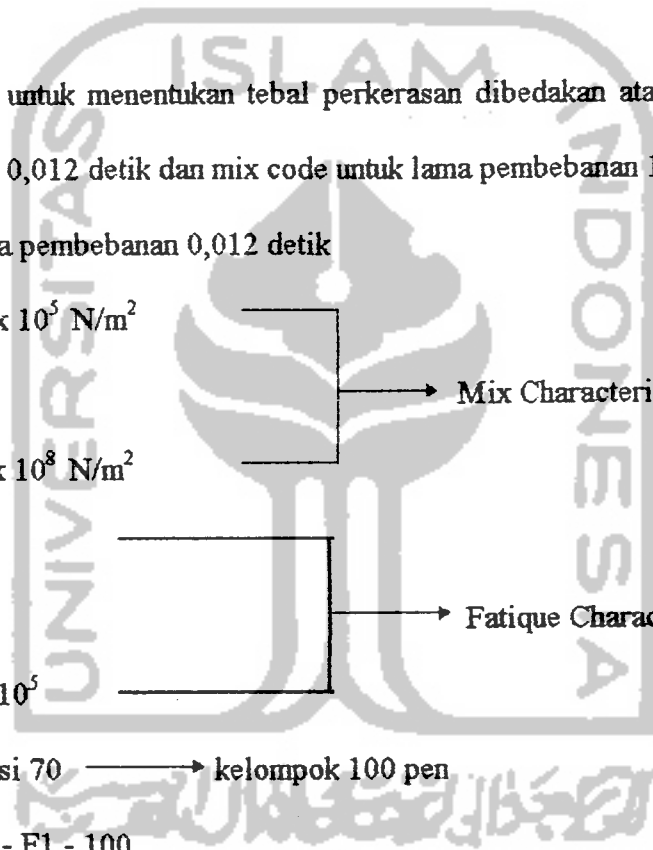 untuk menentukan tebal perkerasan dibedakan ata
0,012 detik dan mix code untuk lama pembebanan 1
a pembebanan 0,012 detik
x 10⁵ N/m²
Mix Characteri
x 10⁸ N/m²
Fatique Charac
10⁵
si 70 → kelompok 100 pen
- F1 - 100
ISLAM
UNIVERSITAS
INDONESIA